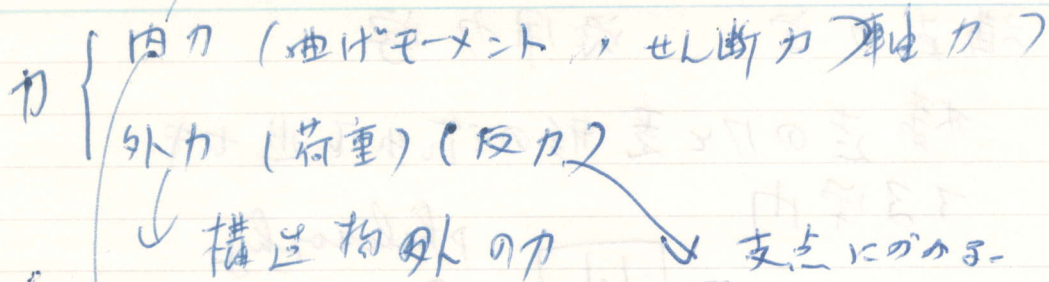 力 { 内力 (曲げモーメント, せん断力, 軸力)
外力 (荷重) (反力)
構造物外の力 支点にかかる